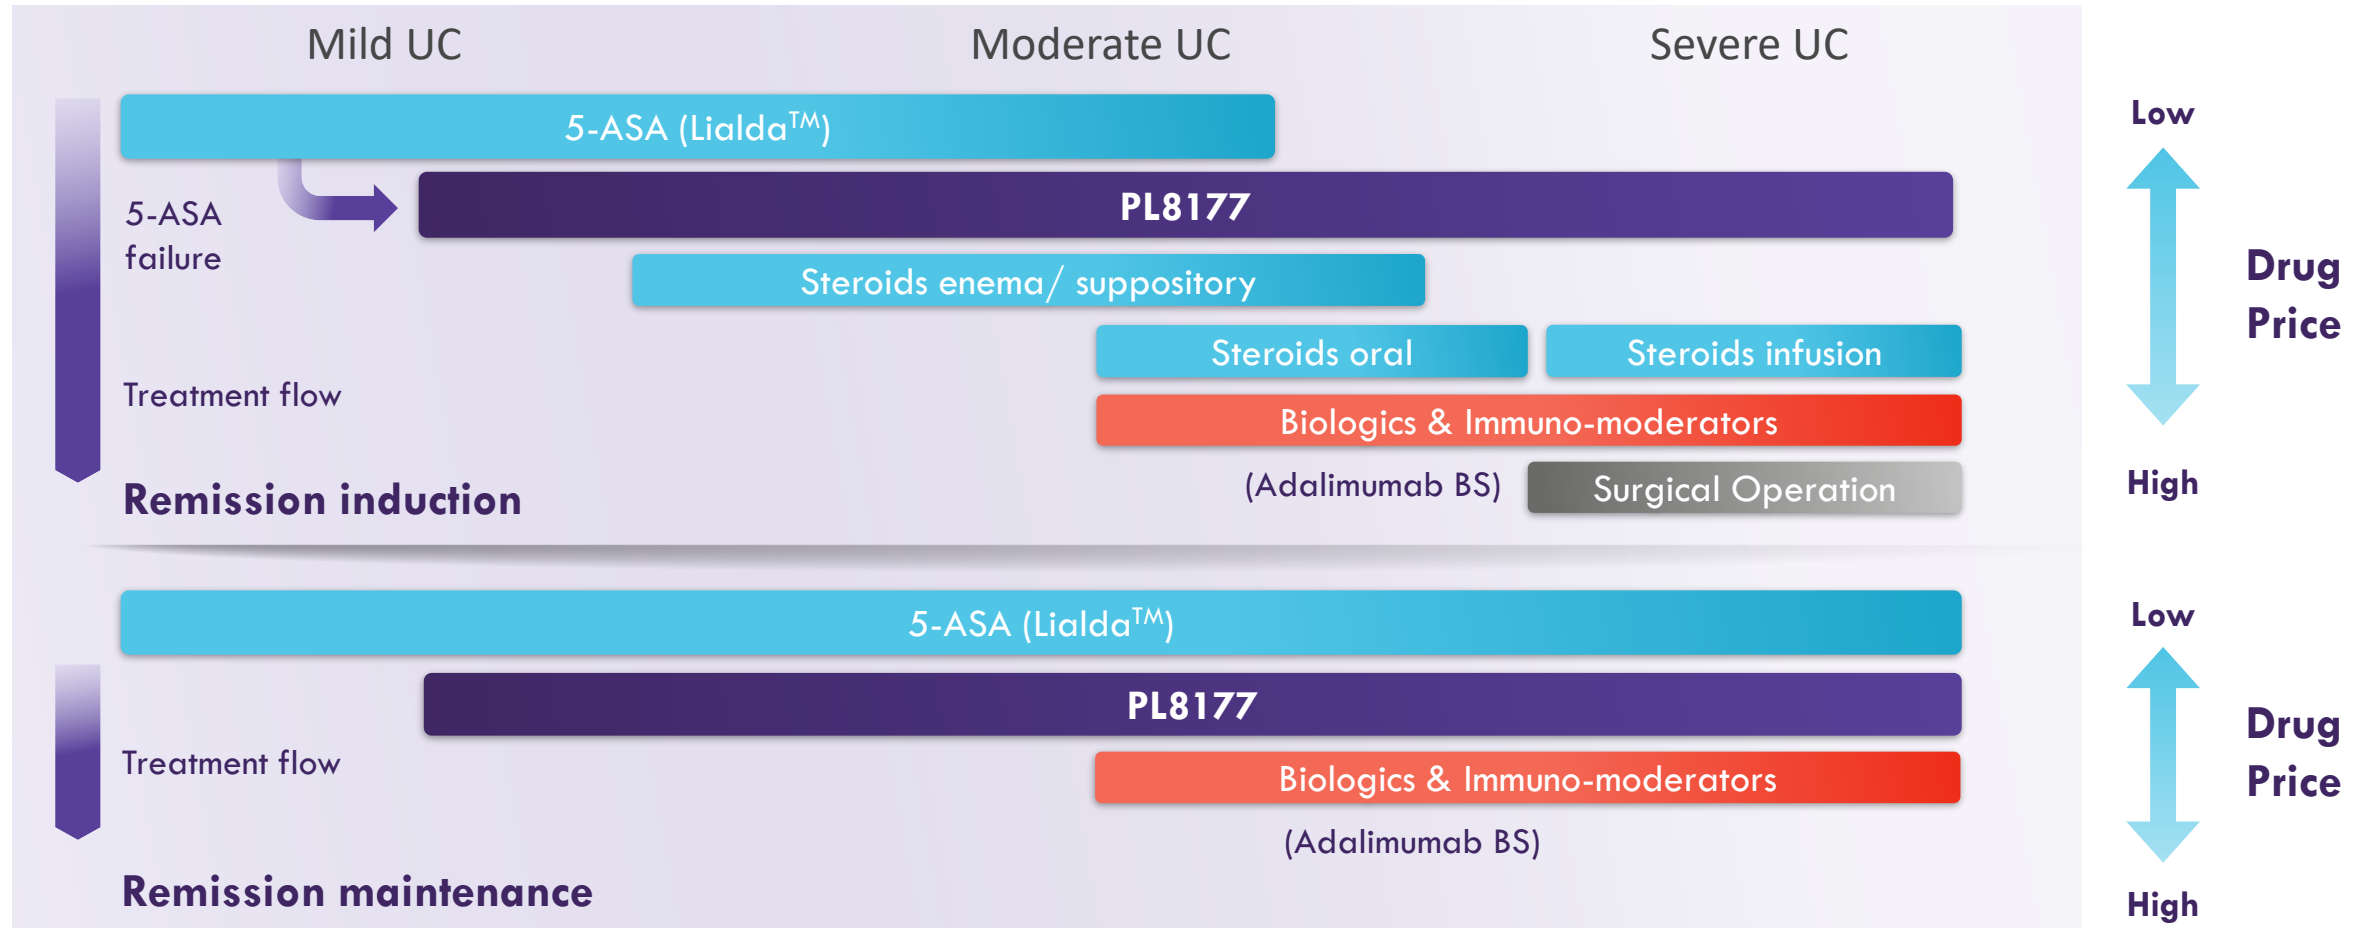 Mild UC
Moderate UC
Severe UC
5-ASA (Lialda™)
5-ASA
failure
PL8177
Steroids enema/ suppository
Steroids oral
Steroids infusion
Treatment flow
Biologics & Immuno-moderators
(Adalimumab BS)
Surgical Operation
Remission induction
Low
Drug
Price
High
5-ASA (Lialda™)
PL8177
Treatment flow
Biologics & Immuno-moderators
(Adalimumab BS)
Remission maintenance
Low
Drug
Price
High